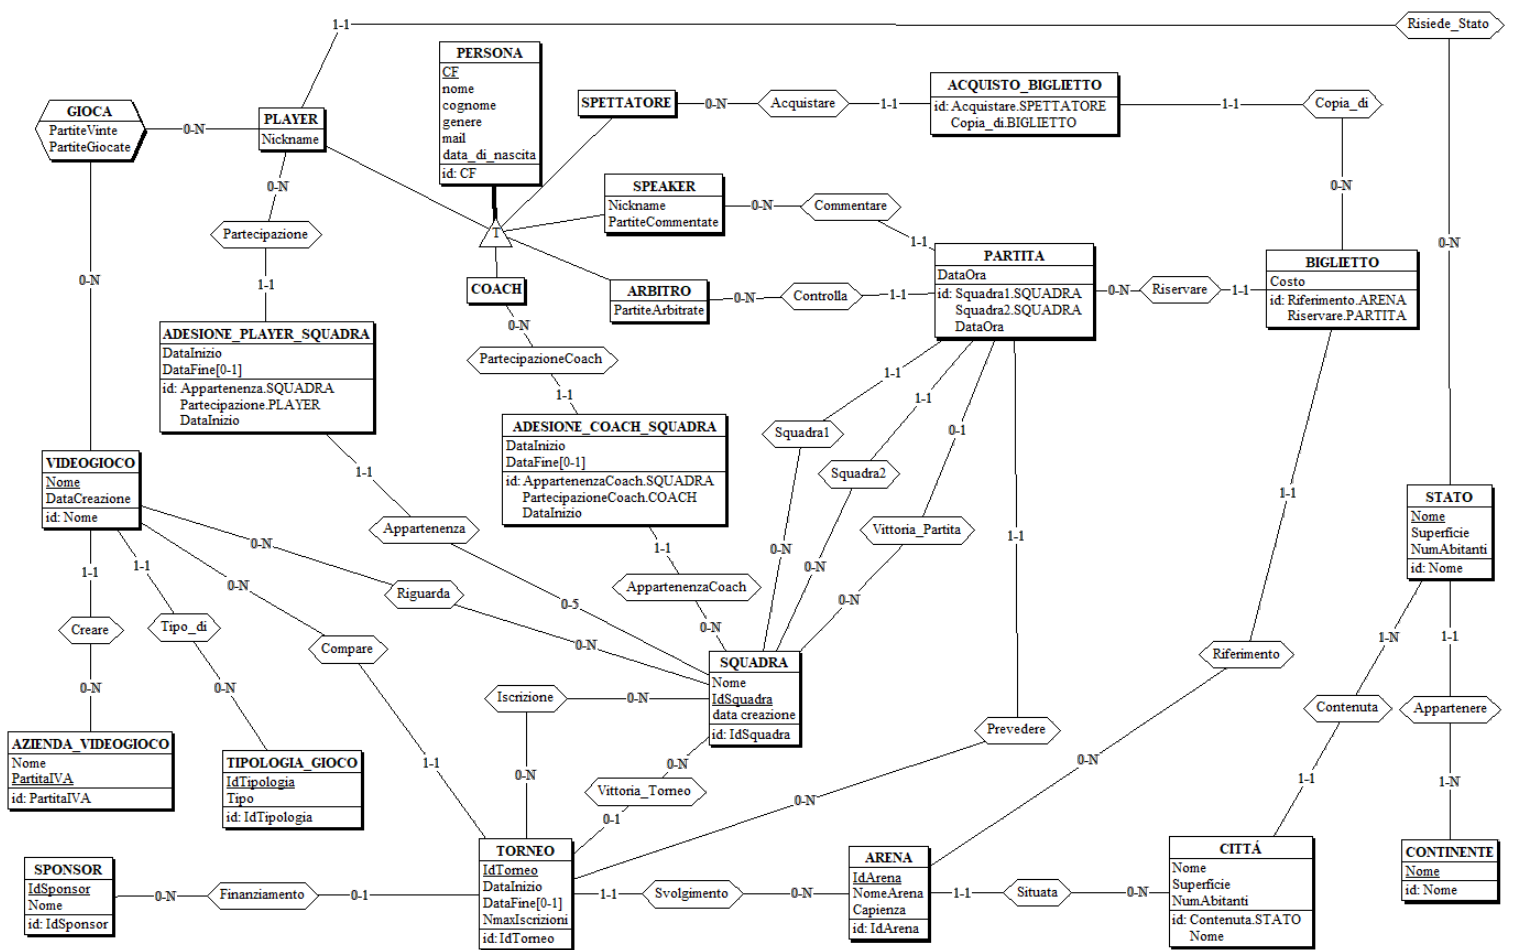 1-1
Risiede_Stato
PERSONA
CF
nome
cognome
genere
mail
data_di_nascita
id: CF
SPETTATORE
0-N
Acquistare
1-1
ACQUISTO_BIGLIETTO
id: Acquistare.SPETTATORE
Copia_di.BIGLIETTO
1-1
Copia_di
GIOCA
PartiteVinte
PartiteGiocate
0-N
PLAYER
Nickname
0-N
Partecipazione
1-1
0-N
SPEAKER
Nickname
PartiteCommentate
0-N
Commentare
1-1
0-N
0-N
T
COACH
ARBITRO
PartiteArbitrate
0-N
Controlla
1-1
PARTITA
DataOra
id: Squadra1.SQUADRA
Squadra2.SQUADRA
DataOra
0-N
Riservare
1-1
BIGLIETTO
Costo
id: Riferimento.ARENA
Riservare.PARTITA
ADESIONE_PLAYER_SQUADRA
DataInizio
DataFine[0-1]
id: Appartenenza.SQUADRA
Partecipazione.PLAYER
DataInizio
0-N
PartecipazioneCoach
1-1
ADESIONE_COACH_SQUADRA
DataInizio
DataFine[0-1]
id: AppartenenzaCoach.SQUADRA
PartecipazioneCoach.COACH
DataInizio
1-1
Squadra1
1-1
Squadra2
0-1
Vittoria_Partita
1-1
1-1
VIDEOGIOCO
Nome
DataCreazione
id: Nome
1-1
Appartenenza
0-N
Riguarda
0-5
1-1
AppartenenzaCoach
0-N
0-N
0-N
0-N
STATO
Nome
Superficie
NumAbitanti
id: Nome
1-1
Creare
0-N
1-1
Tipo_di
0-N
0-N
Compare
1-1
0-N
SQUADRA
Nome
IdSquadra
data creazione
id: IdSquadra
Iscrizione
0-N
0-N
0-N
Vittoria_Torneo
0-1
Prevedere
0-N
Riferimento
0-N
1-N
Contenuta
1-1
1-1
Appartenere
1-N
AZIENDA_VIDEOGIOCO
Nome
PartitaIVA
id: PartitaIVA
TIPOLOGIA_GIOCO
IdTipologia
Tipo
id: IdTipologia
SPONSOR
IdSponsor
Nome
id: IdSponsor
0-N
Finanziamento
0-1
TORNEO
IdTorneo
DataInizio
DataFine[0-1]
NmaxIscrizioni
id: IdTorneo
1-1
Svolgimento
0-N
ARENA
IdArena
NomeArena
Capienza
id: IdArena
1-1
Situata
0-N
CITTÁ
Nome
Superficie
NumAbitanti
id: Contenuta.STATO
Nome
CONTINENTE
Nome
id: Nome